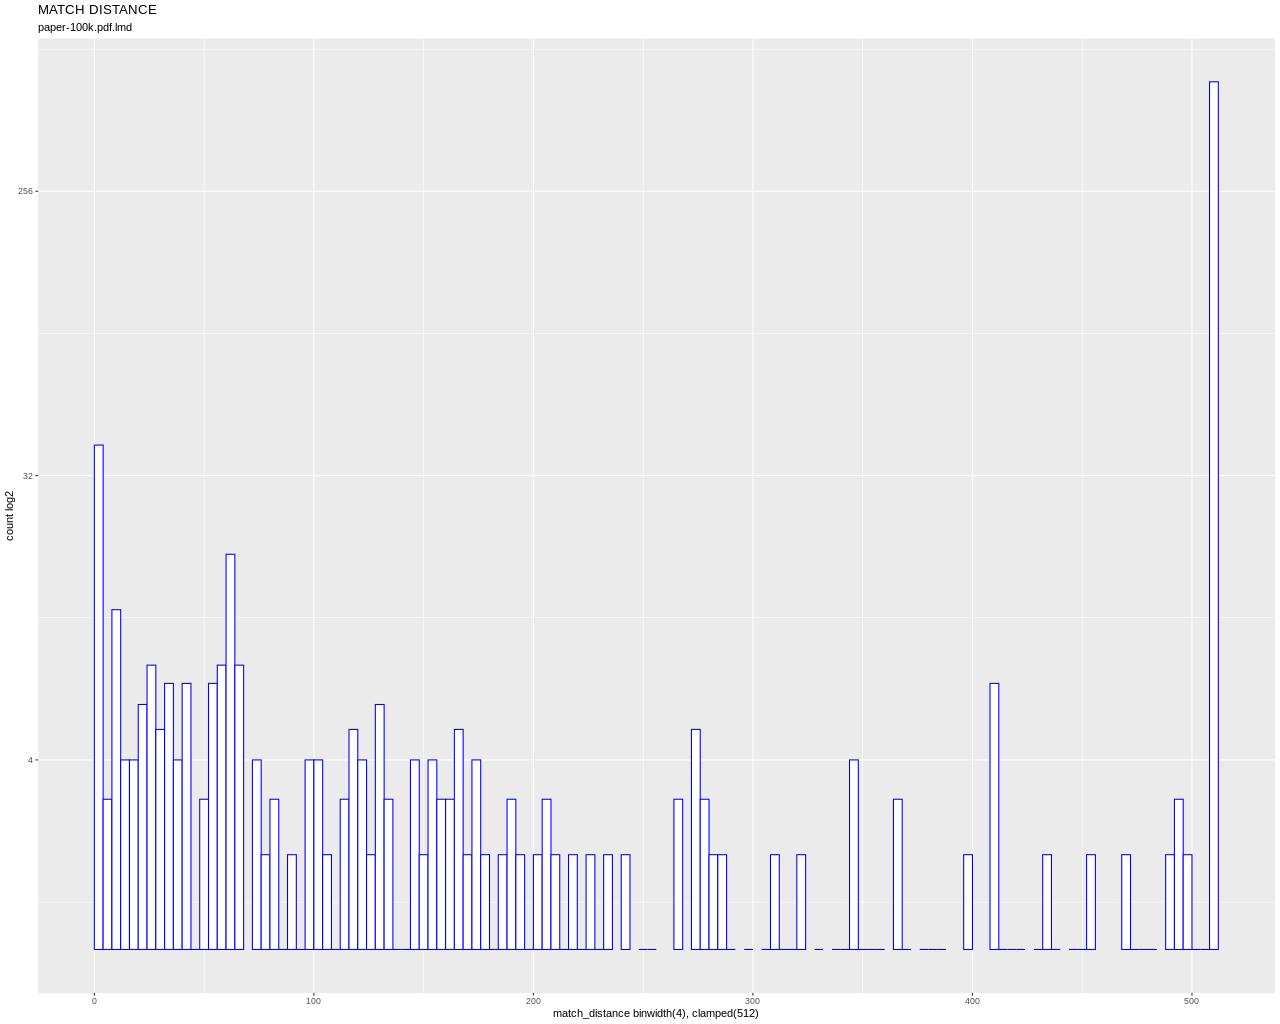 MATCH DISTANCE
paper-100k.pdf.lmd
256
32
4
count log2
0 100 200 300 400 500
match_distance binwidth(4), clamped(512)